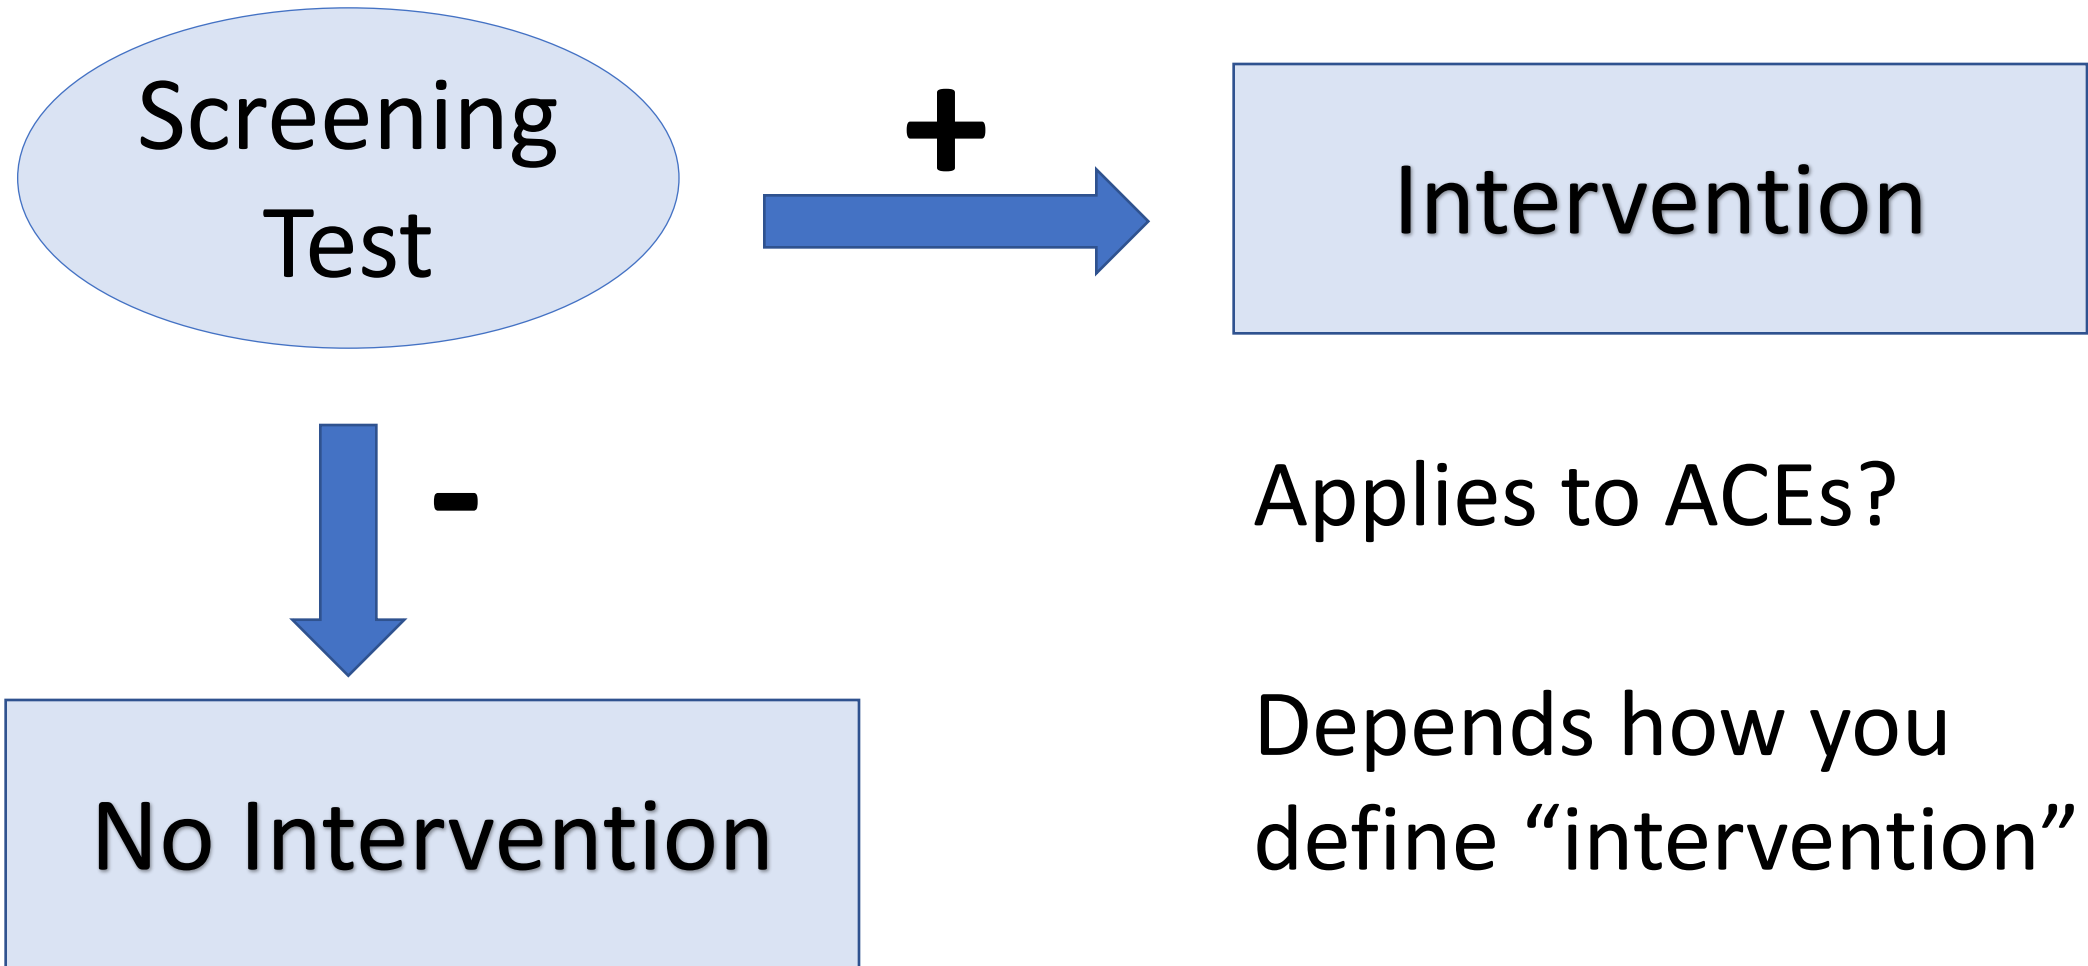 Screening
Test
+
Intervention
-
Applies to ACEs?
No Intervention
Depends how you
define “intervention”